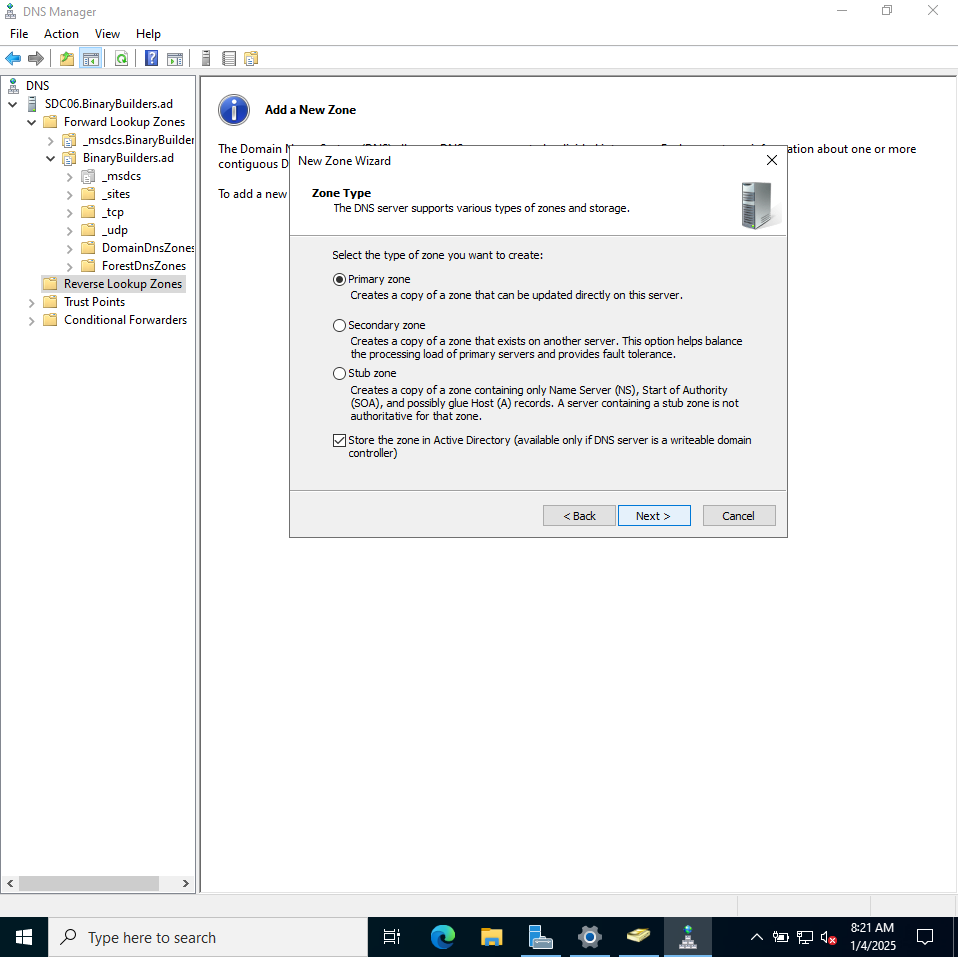 DNS Manager
File Action View Help
DNS
SDC06.BinaryBuilders.ad
Forward Lookup Zones
_msdcs.BinaryBuilder
BinaryBuilders.ad
_msdcs
_sites
_tcp
_udp
DomainDnsZones
ForestDnsZones
Reverse Lookup Zones
Trust Points
Conditional Forwarders
Add a New Zone
The Domain
about one or more
contiguous D
To add a new
New Zone Wizard
Zone Type
The DNS server supports various types of zones and storage.
Select the type of zone you want to create:
Primary zone
Creates a copy of a zone that can be updated directly on this server.
Secondary zone
Creates a copy of a zone that exists on another server. This option helps balance
the processing load of primary servers and provides fault tolerance.
Stub zone
Creates a copy of a zone containing only Name Server (NS), Start of Authority
(SOA), and possibly glue Host (A) records. A server containing a stub zone is not
authoritative for that zone.
Store the zone in Active Directory (available only if DNS server is a writeable domain
controller)
< Back
Next >
Cancel
Type here to search
8:21 AM
1/4/2025